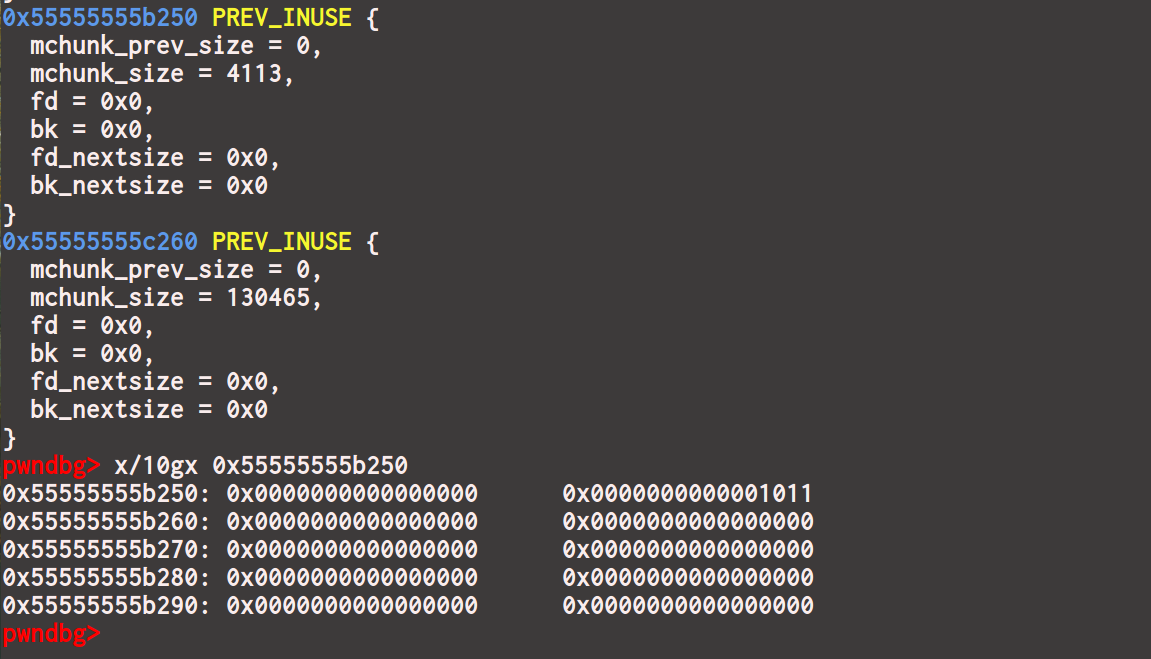 0x55555555b250 PREV_INUSE {
  mchunk_prev_size = 0,
  mchunk_size = 4113,
  fd = 0x0,
  bk = 0x0,
  fd_nextsize = 0x0,
  bk_nextsize = 0x0
}
0x55555555c260 PREV_INUSE {
  mchunk_prev_size = 0,
  mchunk_size = 130465,
  fd = 0x0,
  bk = 0x0,
  fd_nextsize = 0x0,
  bk_nextsize = 0x0
}
pwndbg> x/10gx 0x55555555b250
0x55555555b250: 0x0000000000000000      0x0000000000001011
0x55555555b260: 0x0000000000000000      0x0000000000000000
0x55555555b270: 0x0000000000000000      0x0000000000000000
0x55555555b280: 0x0000000000000000      0x0000000000000000
0x55555555b290: 0x0000000000000000      0x0000000000000000
pwndbg>